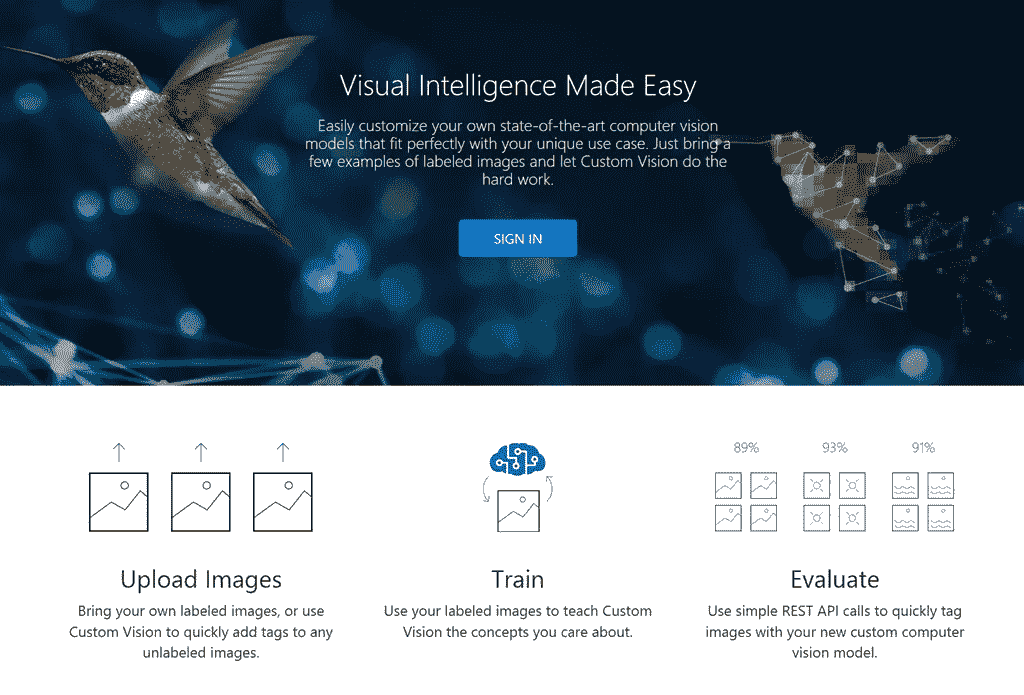 Visual Intelligence Made Easy
Easily customize your own state-of-the-art computer vision
models that fit perfectly with your unique use case. Just bring a
few examples of labeled images and let Custom Vision do the
hard work.
SIGN IN
89%
93%
91%
Upload Images
Bring your own labeled images, or use
Custom Vision to quickly add tags to any
unlabeled images.
Train
Use your labeled images to teach Custom
Vision the concepts you care about.
Evaluate
Use simple REST API calls to quickly tag
images with your new custom computer
vision model.